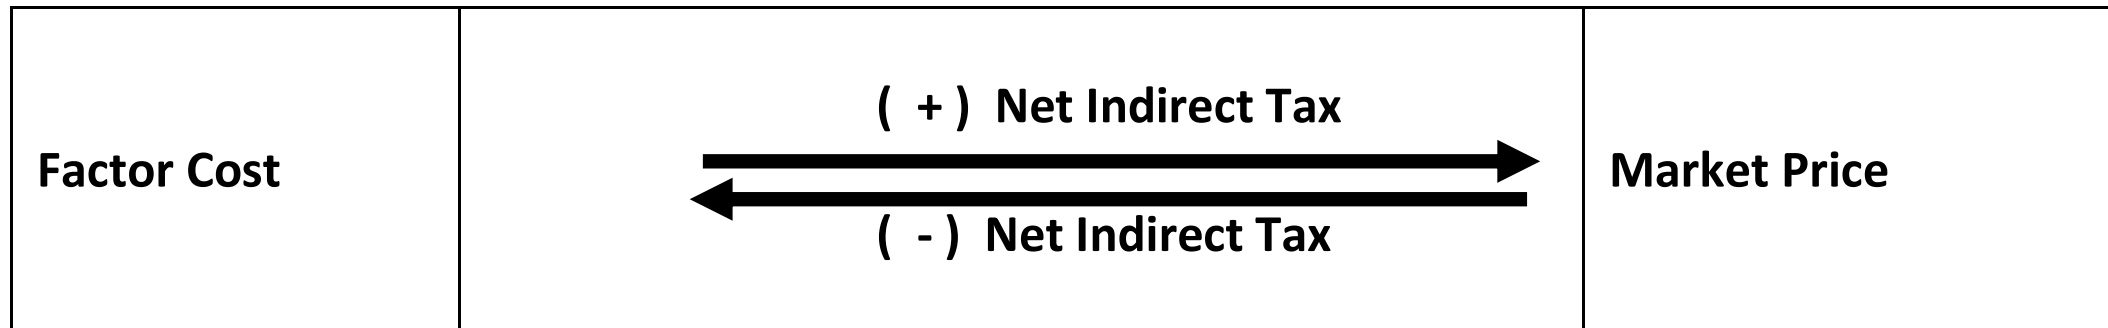 Factor Cost
( + ) Net Indirect Tax
( - ) Net Indirect Tax
Market Price